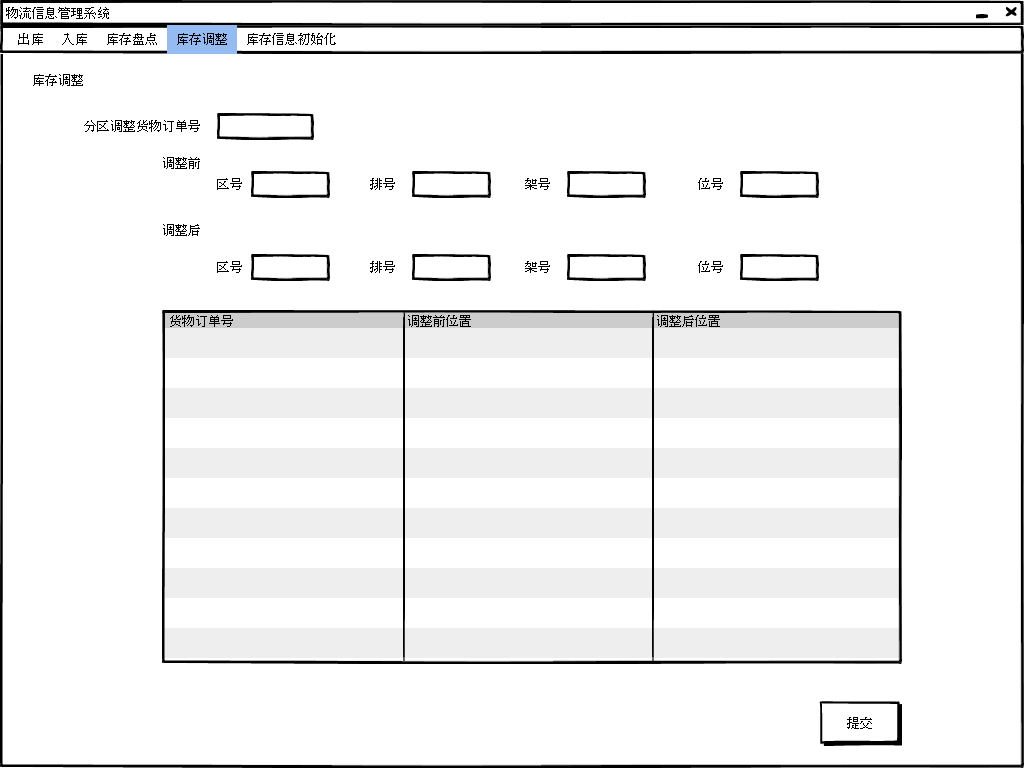 物流信息管理系统
出库 入库 库存盘点 库存调整 库存信息初始化
库存调整
分区调整货物订单号
调整前
区号 排号 架号 位号
调整后
区号 排号 架号 位号
货物订单号 调整前位置 调整后位置
提交